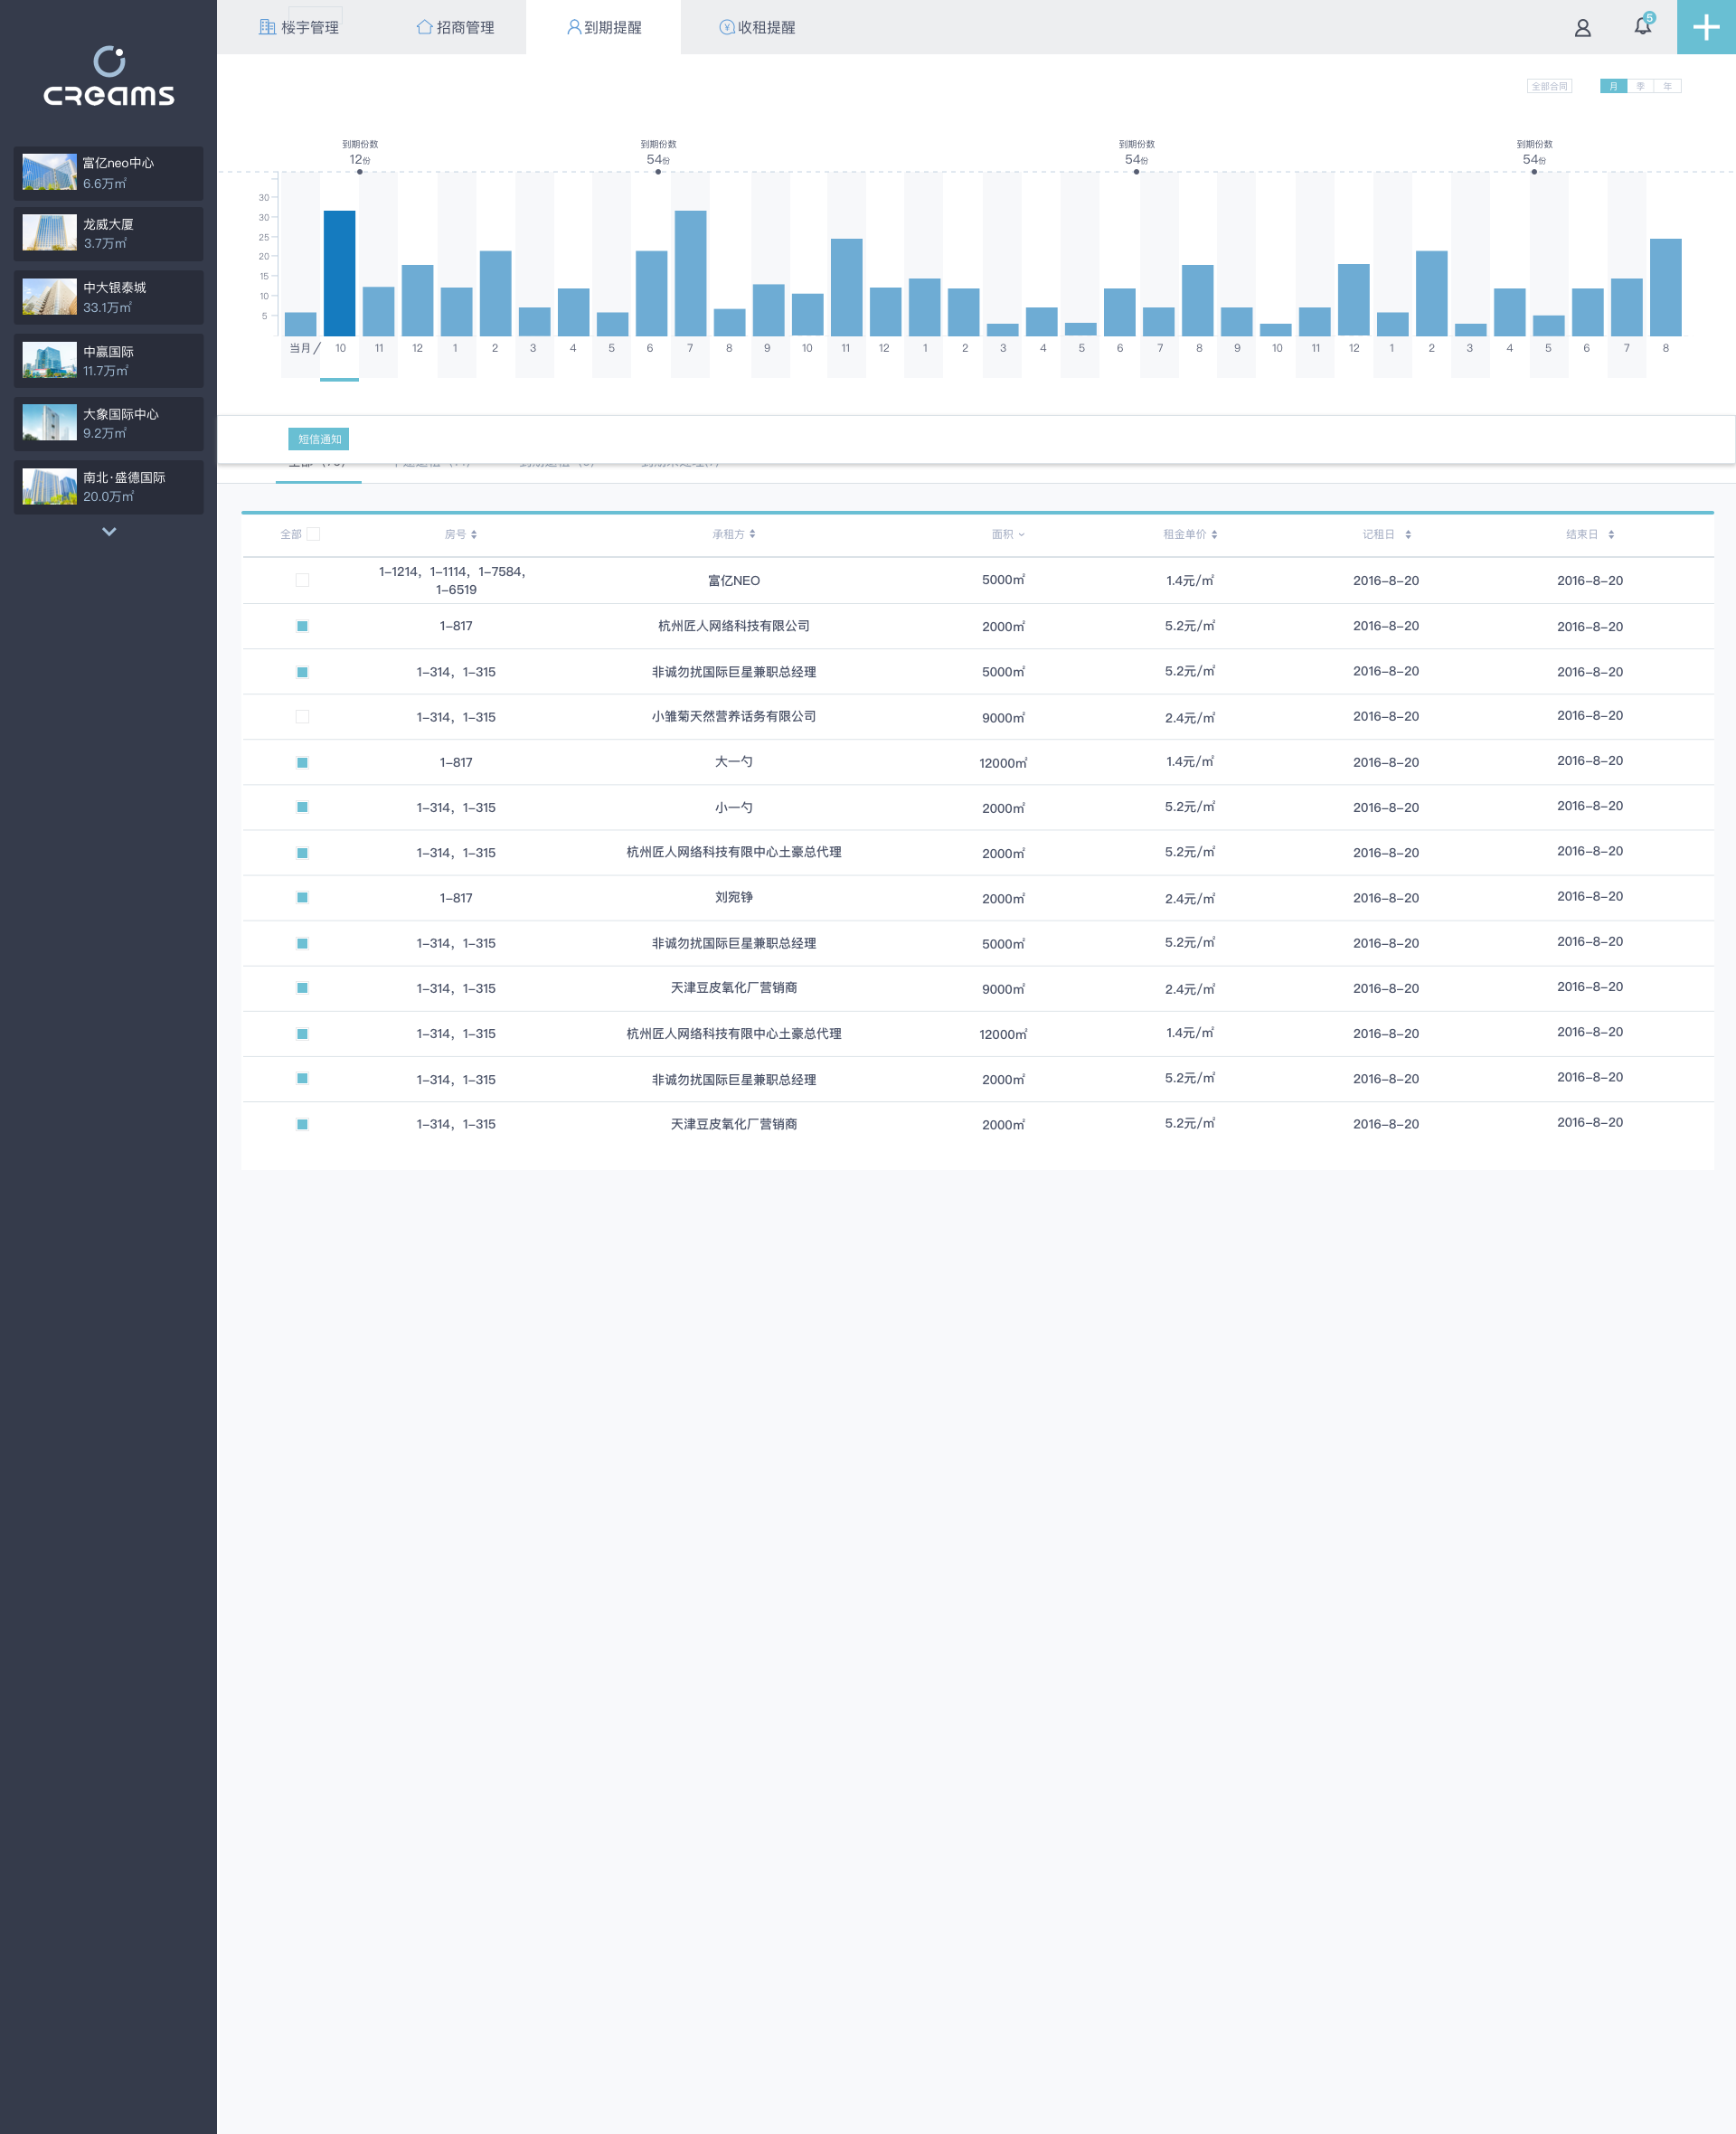 CREAMS
富亿neo中心
6.6万㎡
龙威大厦
3.7万㎡
中大银泰城
33.1万㎡
中赢国际
11.7万㎡
大象国际中心
9.2万㎡
南北·盛德国际
20.0万㎡
楼宇管理 招商管理 到期提醒 收租提醒 5
全部合同 月 季 年
到期份数 到期份数 到期份数 到期份数
12份 54份 54份 54份
30
30
25
20
15
10
5
当月/ 10 11 12 1 2 3 4 5 6 7 8 9 10 11 12 1 2 3 4 5 6 7 8 9 10 11 12 1 2 3 4 5 6 7 8
短信通知
全部 房号 承租方 面积 租金单价 记租日 结束日
1-1214，1-1114，1-7584，
1-6519 富亿NEO 5000㎡ 1.4元/㎡ 2016-8-20 2016-8-20
1-817 杭州匠人网络科技有限公司 2000㎡ 5.2元/㎡ 2016-8-20 2016-8-20
1-314，1-315 非诚勿扰国际巨星兼职总经理 5000㎡ 5.2元/㎡ 2016-8-20 2016-8-20
1-314，1-315 小雏菊天然营养话务有限公司 9000㎡ 2.4元/㎡ 2016-8-20 2016-8-20
1-817 大一勺 12000㎡ 1.4元/㎡ 2016-8-20 2016-8-20
1-314，1-315 小一勺 2000㎡ 5.2元/㎡ 2016-8-20 2016-8-20
1-314，1-315 杭州匠人网络科技有限中心土豪总代理 2000㎡ 5.2元/㎡ 2016-8-20 2016-8-20
1-817 刘宛铮 2000㎡ 2.4元/㎡ 2016-8-20 2016-8-20
1-314，1-315 非诚勿扰国际巨星兼职总经理 5000㎡ 5.2元/㎡ 2016-8-20 2016-8-20
1-314，1-315 天津豆皮氧化厂营销商 9000㎡ 2.4元/㎡ 2016-8-20 2016-8-20
1-314，1-315 杭州匠人网络科技有限中心土豪总代理 12000㎡ 1.4元/㎡ 2016-8-20 2016-8-20
1-314，1-315 非诚勿扰国际巨星兼职总经理 2000㎡ 5.2元/㎡ 2016-8-20 2016-8-20
1-314，1-315 天津豆皮氧化厂营销商 2000㎡ 5.2元/㎡ 2016-8-20 2016-8-20